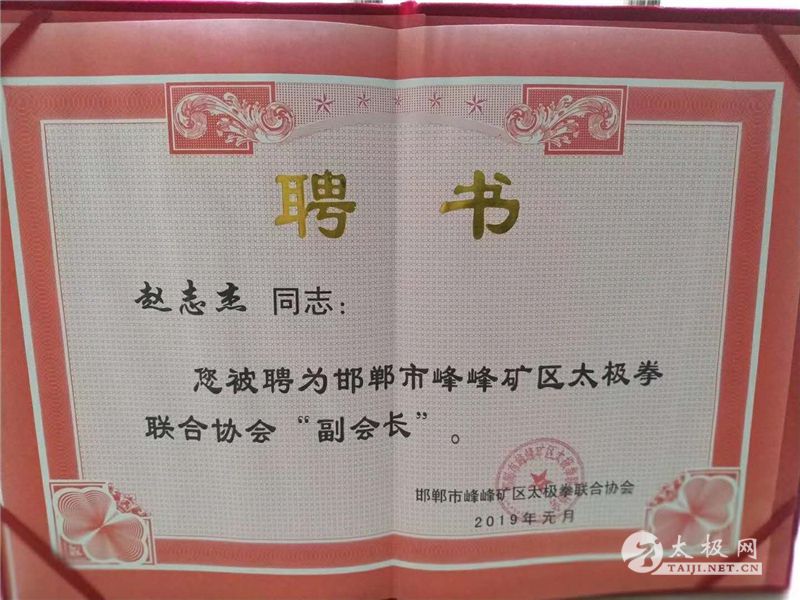 聘 书
赵志杰 同志：
您被聘为邯郸市峰峰矿区太极拳
联合协会“副会长”。
邯郸市峰峰矿区太极拳联合协会
2019年元月
太极网
TAIJI.NET.CN